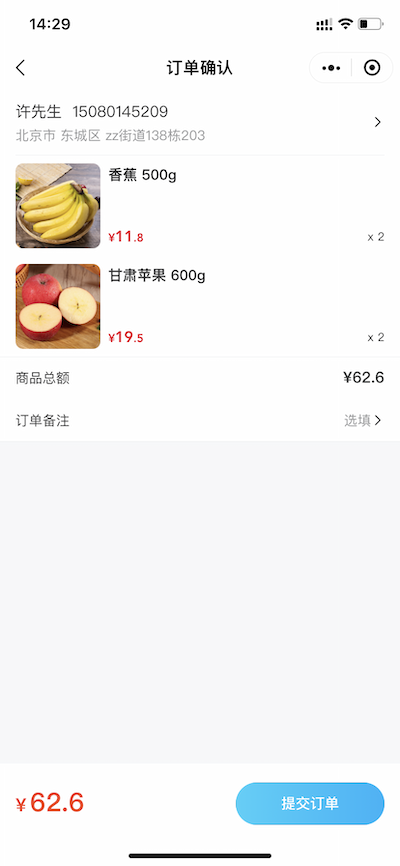 14:29
订单确认
许先生 15080145209
北京市 东城区 zz街道138栋203
香蕉 500g
¥11.8
x 2
甘肃苹果 600g
¥19.5
x 2
商品总额
¥62.6
订单备注
选填
¥62.6
提交订单